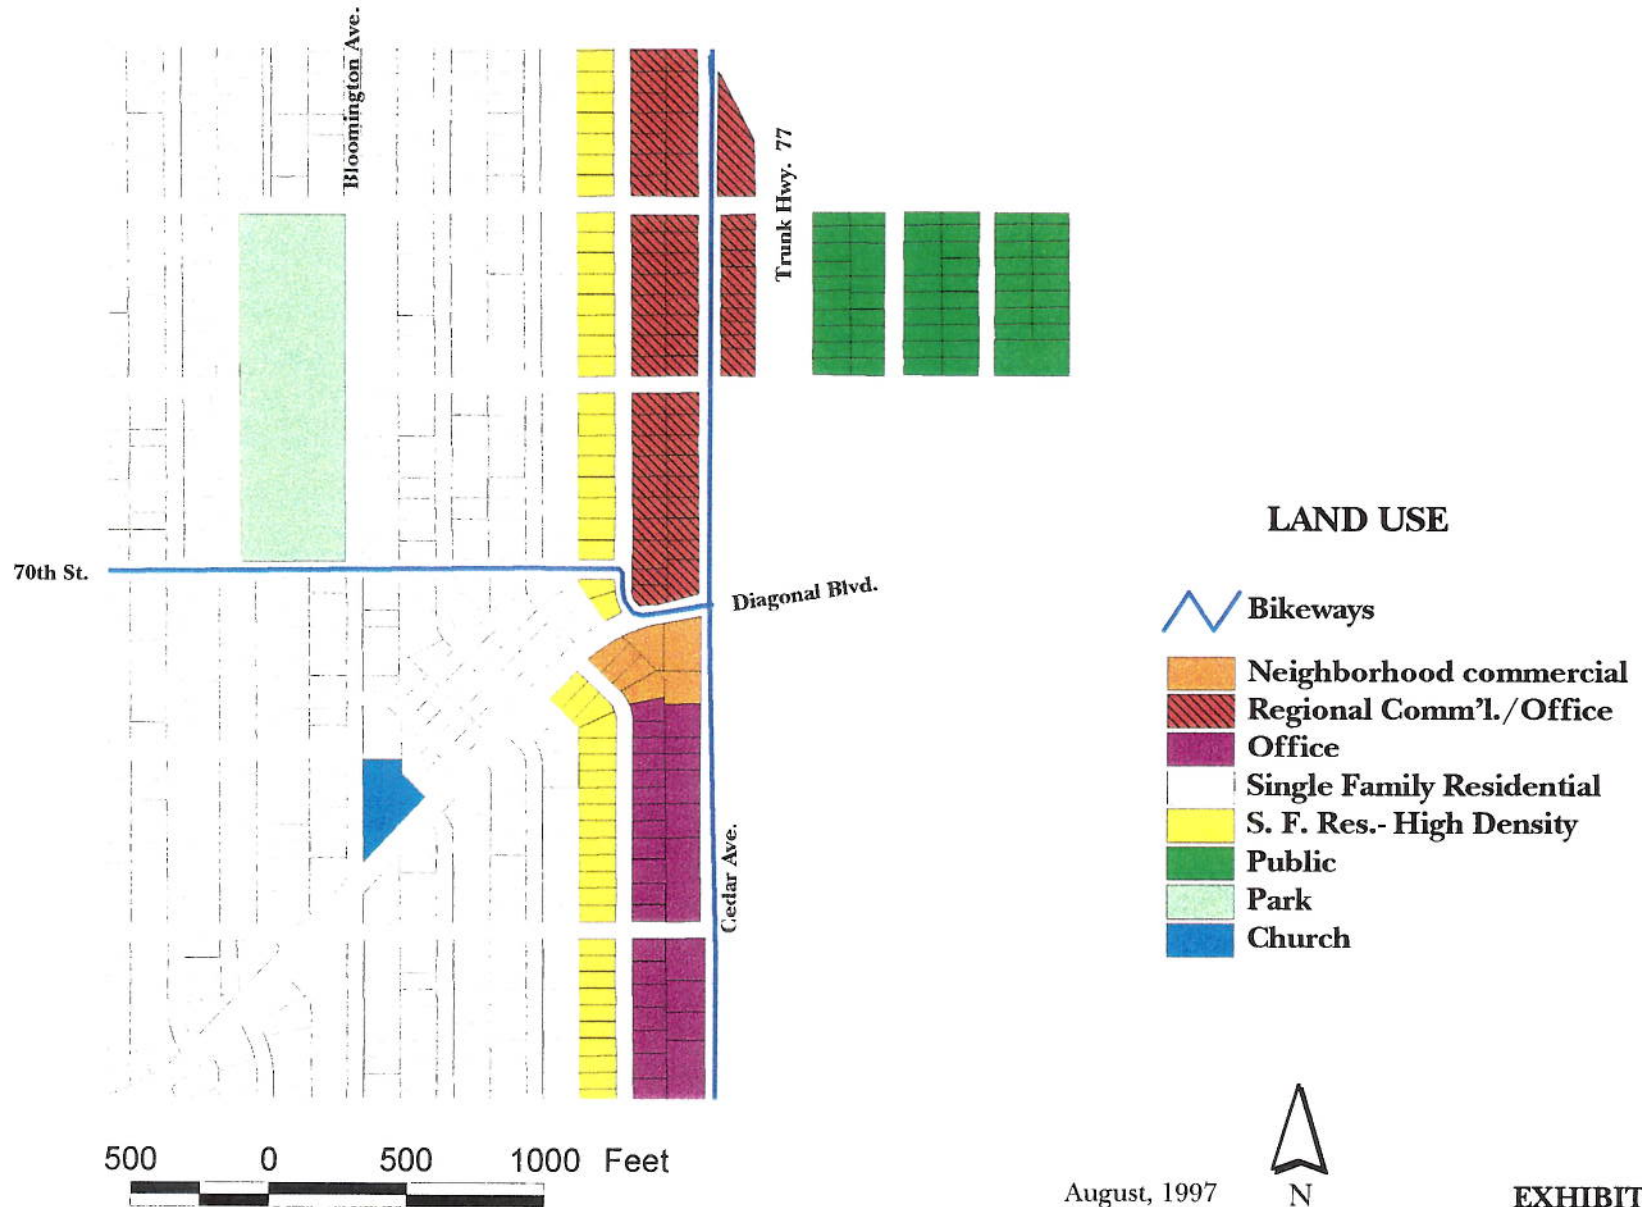 Bloomington Ave.
Trunk Hwy. 77
70th St.
Diagonal Blvd.
Cedar Ave.
LAND USE
Bikeways
Neighborhood commercial
Regional Comm'l./Office
Office
Single Family Residential
S. F. Res.- High Density
Public
Park
Church
500 0 500 1000 Feet
August, 1997
N
EXHIBIT